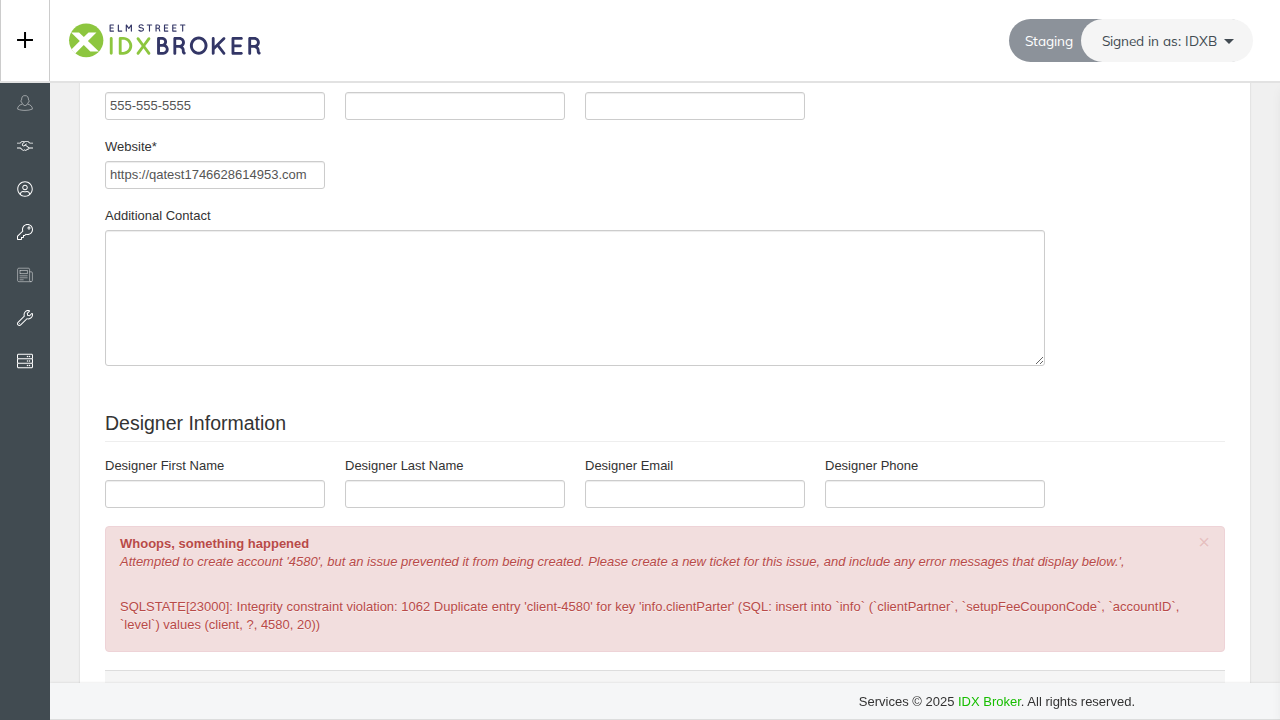 ELM STREET
IDXBROKER
Staging
Signed in as: IDXB
555-555-5555
Website*
https://qatest1746628614953.com
Additional Contact
Designer Information
Designer First Name
Designer Last Name
Designer Email
Designer Phone
Whoops, something happened
×
Attempted to create account '4580', but an issue prevented it from being created. Please create a new ticket for this issue, and include any error messages that display below.',
SQLSTATE[23000]: Integrity constraint violation: 1062 Duplicate entry 'client-4580' for key 'info.clientParter' (SQL: insert into `info` (`clientPartner`, `setupFeeCouponCode`, `accountID`,
`level`) values (client, ?, 4580, 20))
Services © 2025 IDX Broker. All rights reserved.